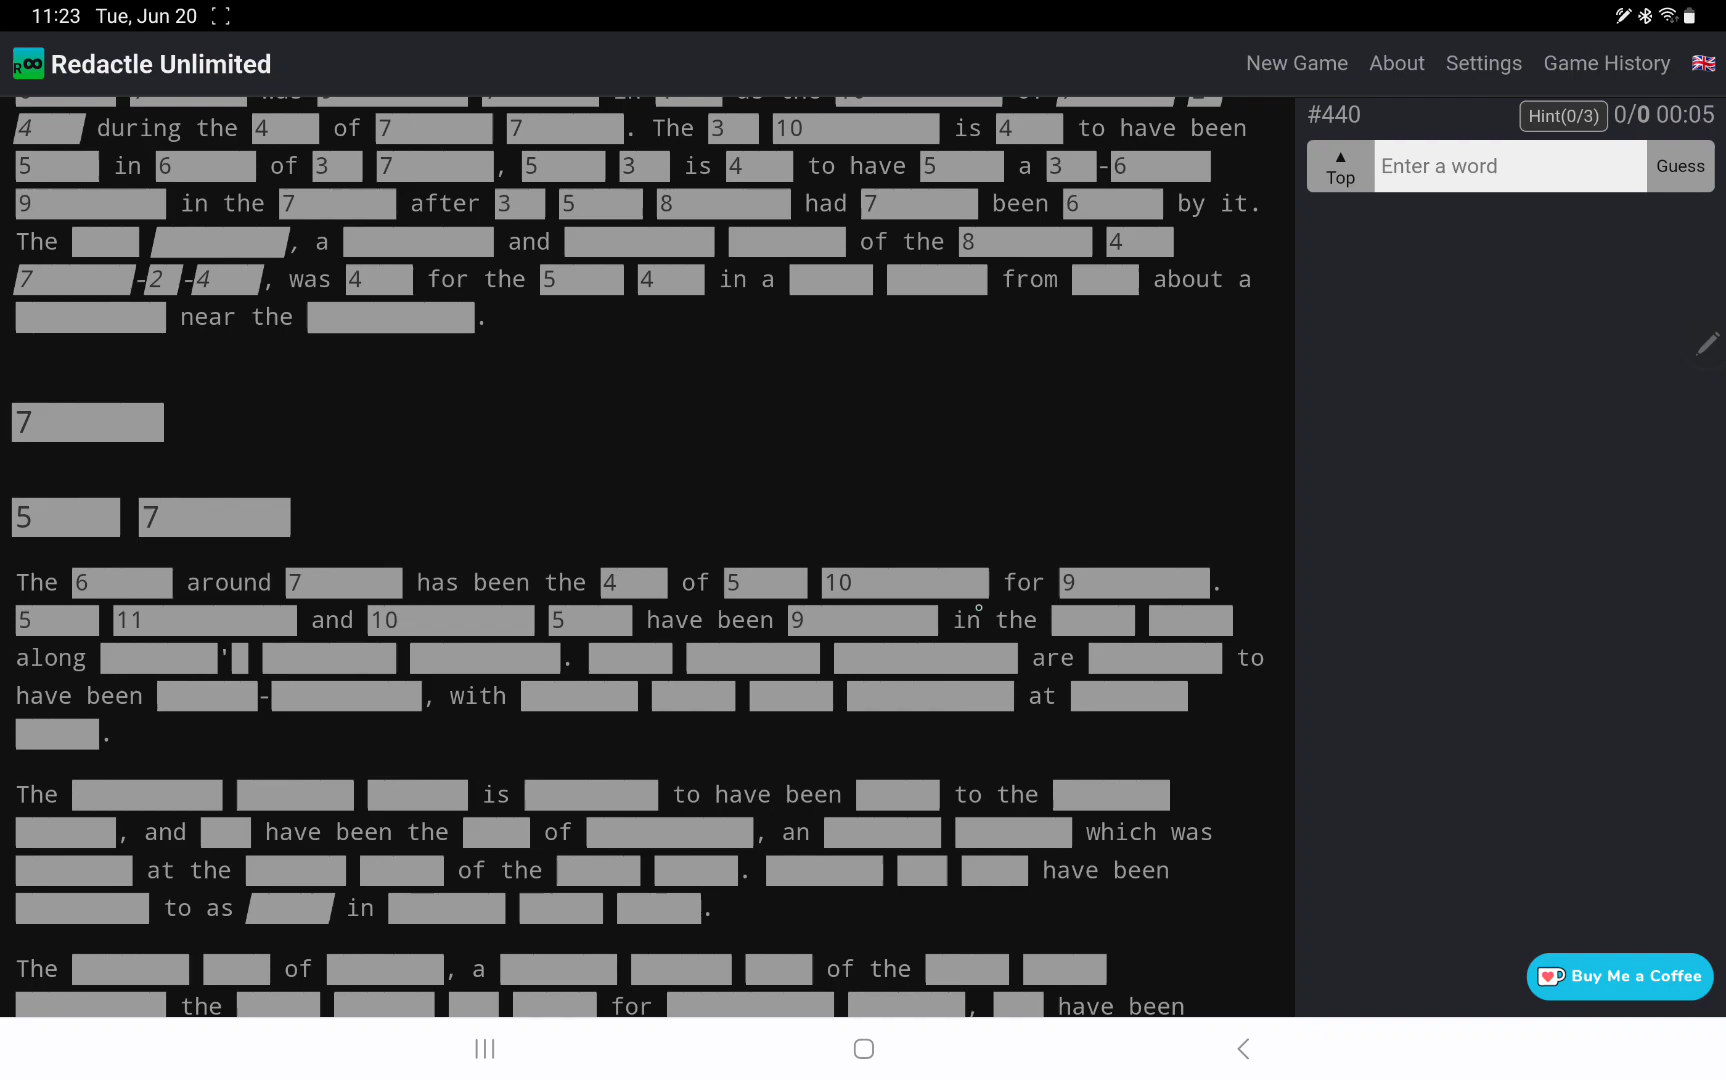 11:23 Tue, Jun 20
R∞ Redactle Unlimited
New Game About Settings Game History
#440 Hint(0/3) 0/0 00:05
▲ Top Enter a word Guess
4 during the 4 of 7 7. The 3 10 is 4 to have been
5 in 6 of 3 7, 5 3 is 4 to have 5 a 3-6
9 in the 7 after 3 5 8 had 7 been 6 by it.
The , a and of the 8 4
7-2-4, was 4 for the 5 4 in a from about a
near the .
7
5 7
The 6 around 7 has been the 4 of 5 10 for 9.
5 11 and 10 5 have been 9 in the
along ' . are to
have been -, with at
.
The is to have been to the
, and have been the of , an which was
at the of the . have been
to as in .
The of , a of the
the for , have been
Buy Me a Coffee